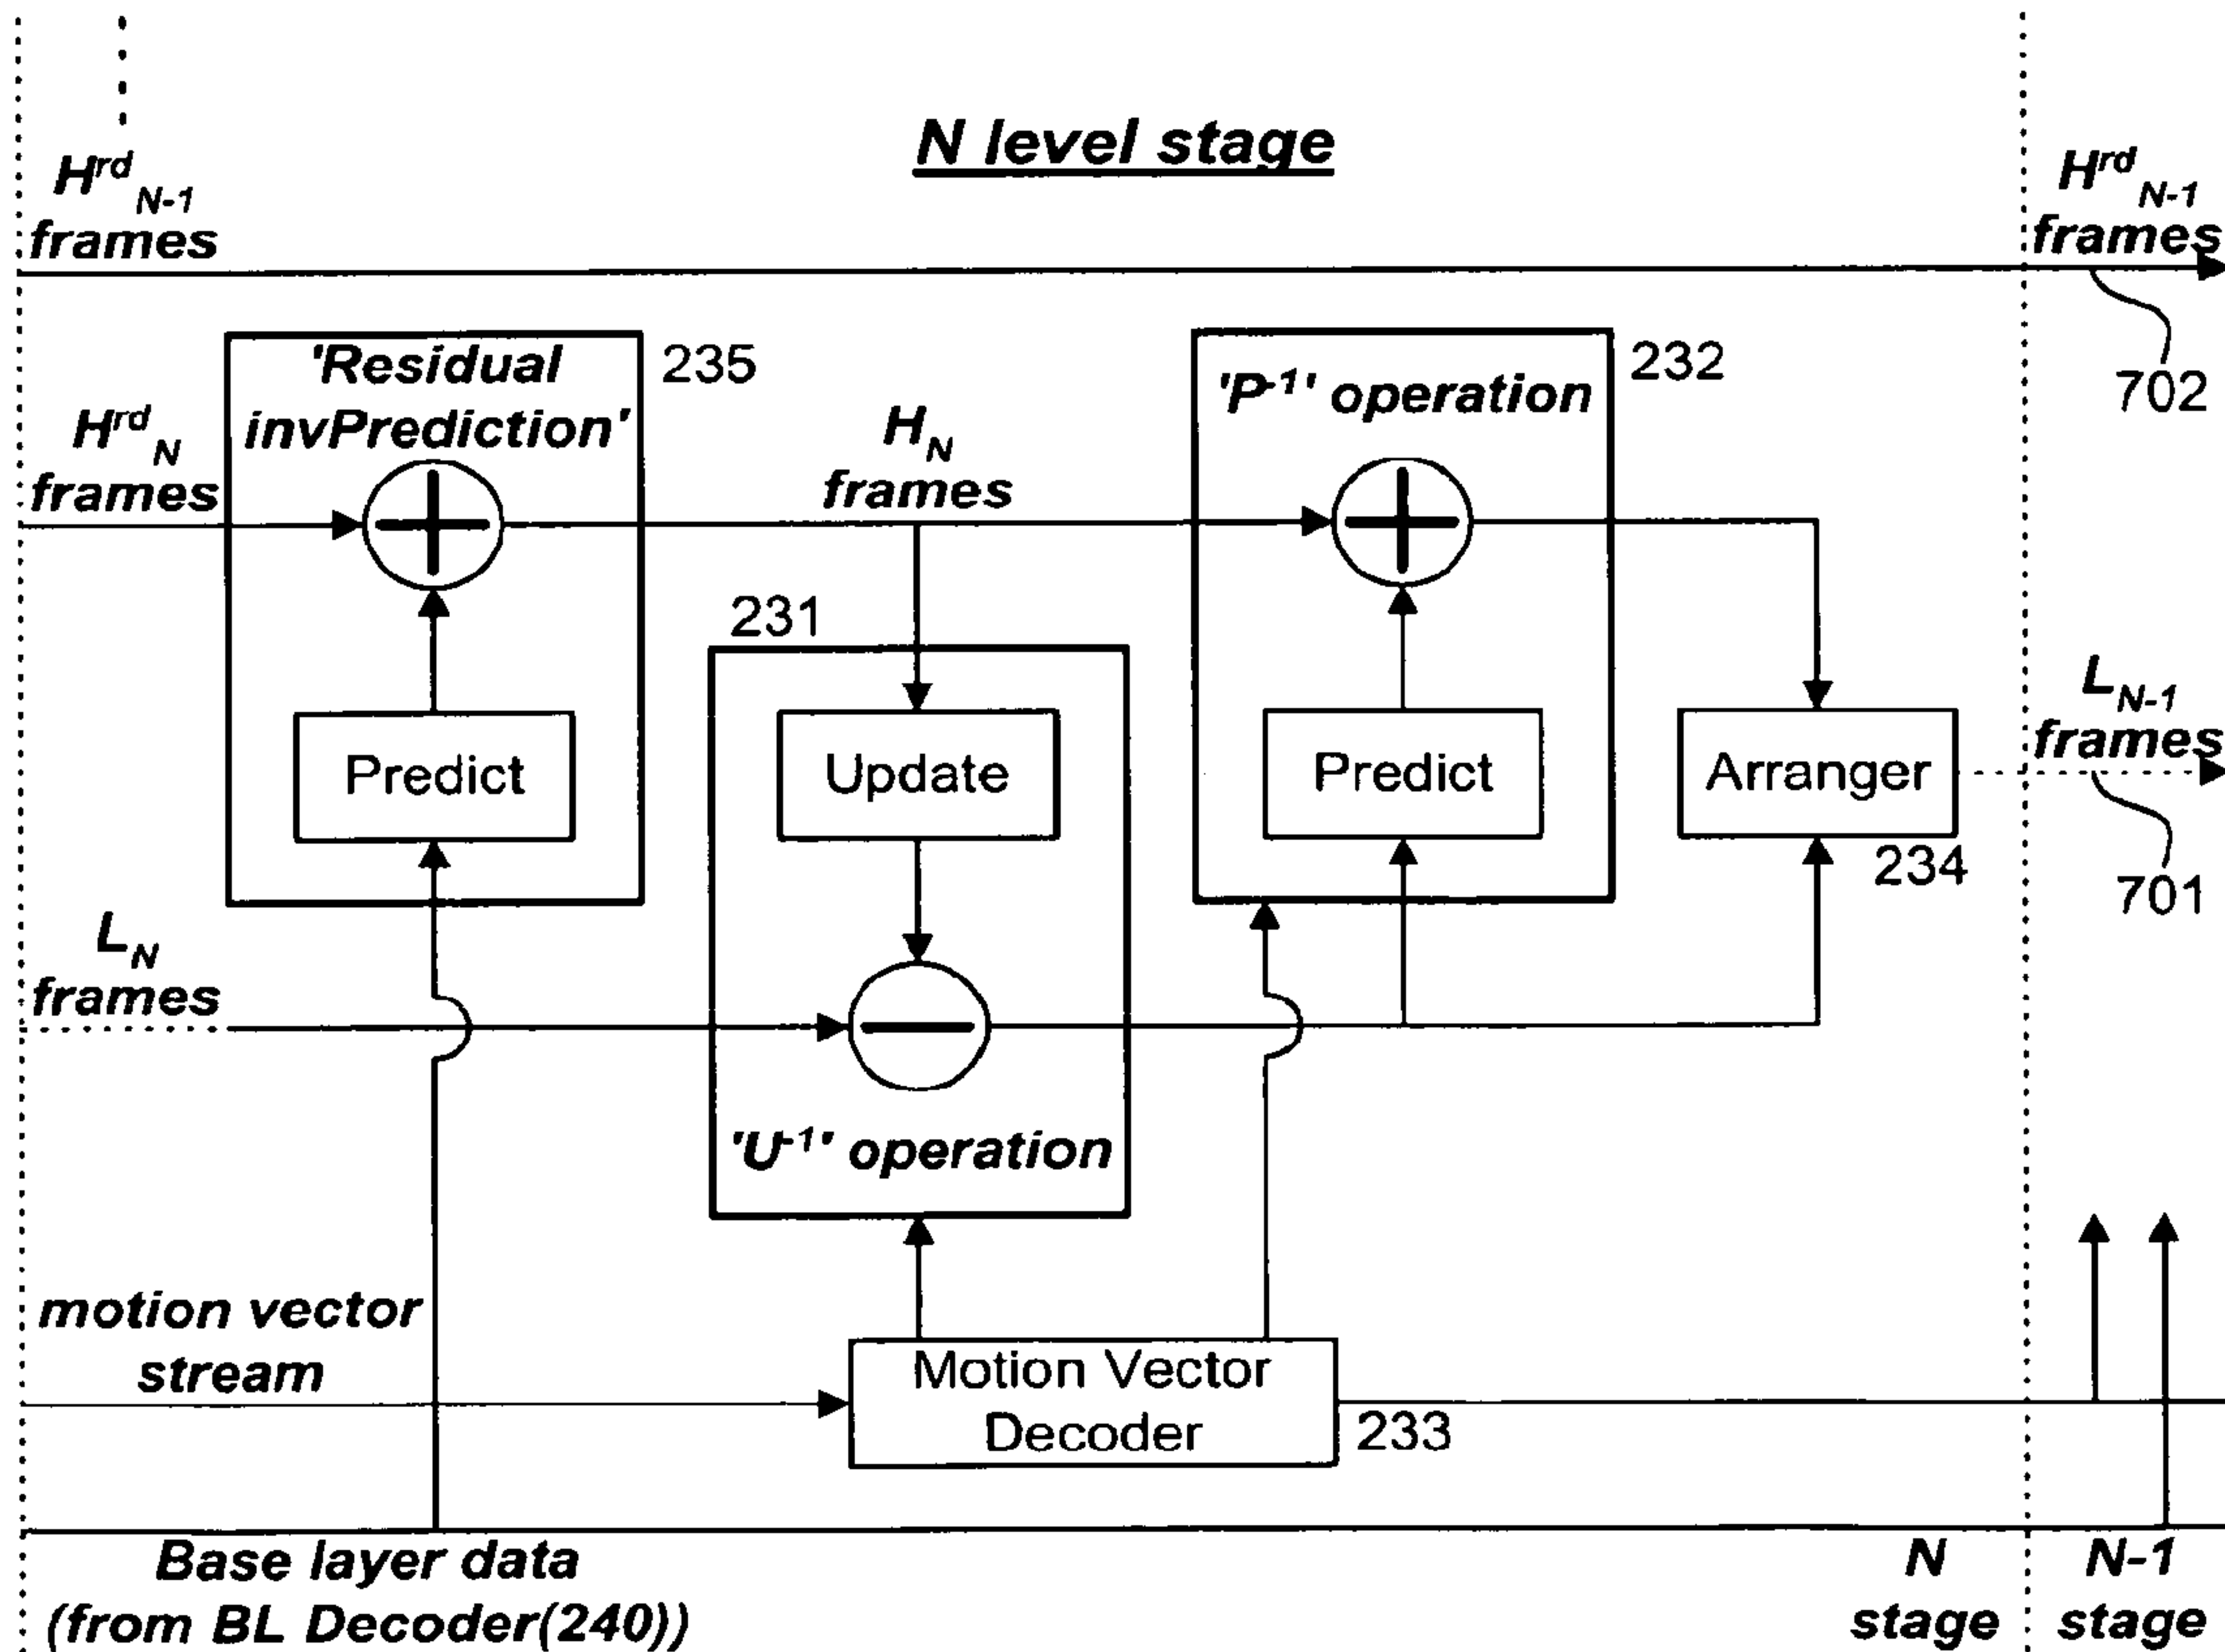 N level stage
H^rd_N-1
frames
H^rd_N-1
frames
702
'Residual
invPrediction'
235
'P^-1' operation
232
H^rd_N
frames
H_N
frames
231
Predict
Update
Predict
Arranger
234
L_N-1
frames
701
L_N
frames
'U^-1' operation
motion vector
stream
Motion Vector
Decoder
233
Base layer data
(from BL Decoder(240))
N
stage
N-1
stage